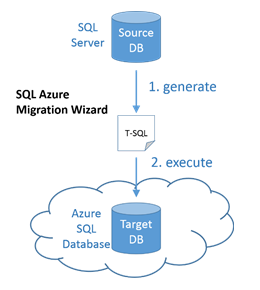 SQL
Server
Source
DB
1. generate
SQL Azure
Migration Wizard
T-SQL
2. execute
Azure
SQL
Database
Target
DB